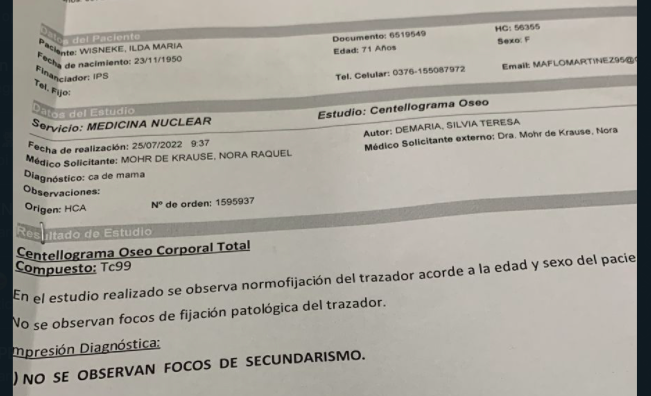 Datos del Paciente
Paciente: WISNEKE, ILDA MARIA
Documento: 6519549
HC: 56355
Fecha de nacimiento: 23/11/1950
Edad: 71 Años
Sexo: F
Financiador: IPS
Tel. Fijo:
Tel. Celular: 0376-155087972
Email: MAFLOMARTINEZ95@
Datos del Estudio
Servicio: MEDICINA NUCLEAR
Estudio: Centellograma Oseo
Fecha de realización: 25/07/2022 9:37
Autor: DEMARIA, SILVIA TERESA
Médico Solicitante: MOHR DE KRAUSE, NORA RAQUEL
Médico Solicitante externo: Dra. Mohr de Krause, Nora
Diagnóstico: ca de mama
Observaciones:
Origen: HCA
Nº de orden: 1595937
Resultado de Estudio
Centellograma Oseo Corporal Total
Compuesto: Tc99
En el estudio realizado se observa normofijación del trazador acorde a la edad y sexo del pacie
No se observan focos de fijación patológica del trazador.
mpresión Diagnóstica:
) NO SE OBSERVAN FOCOS DE SECUNDARISMO.